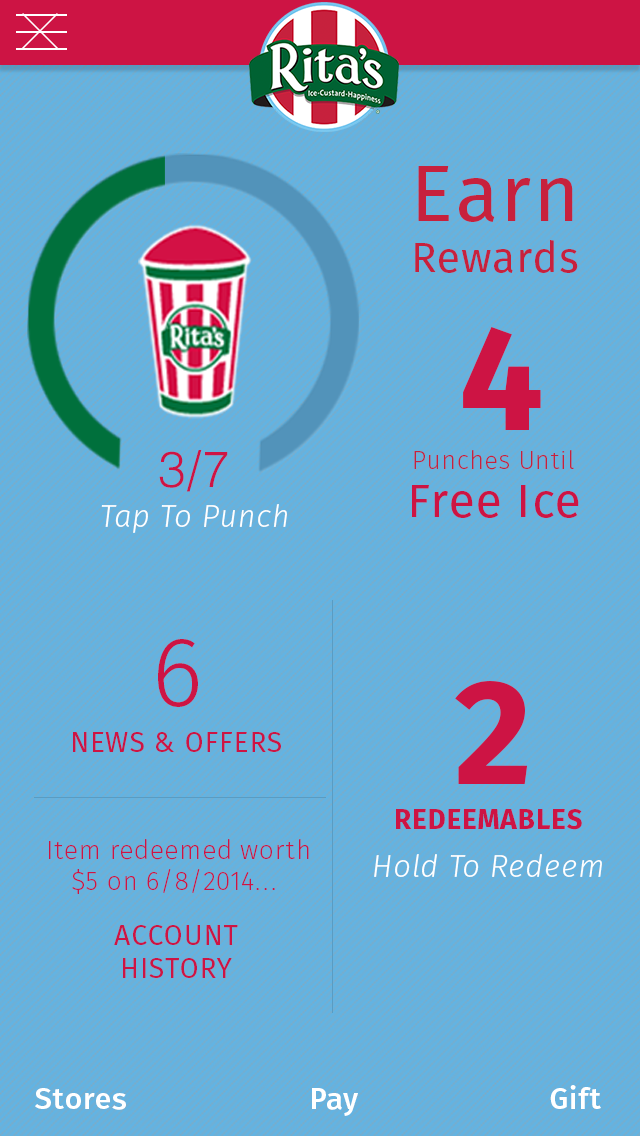 Rita's
Ice-Custard-Happiness
Rita's
3/7
Tap To Punch
Earn
Rewards
4
Punches Until
Free Ice
6
NEWS & OFFERS
Item redeemed worth
$5 on 6/8/2014...
ACCOUNT
HISTORY
2
REDEEMABLES
Hold To Redeem
Stores
Pay
Gift